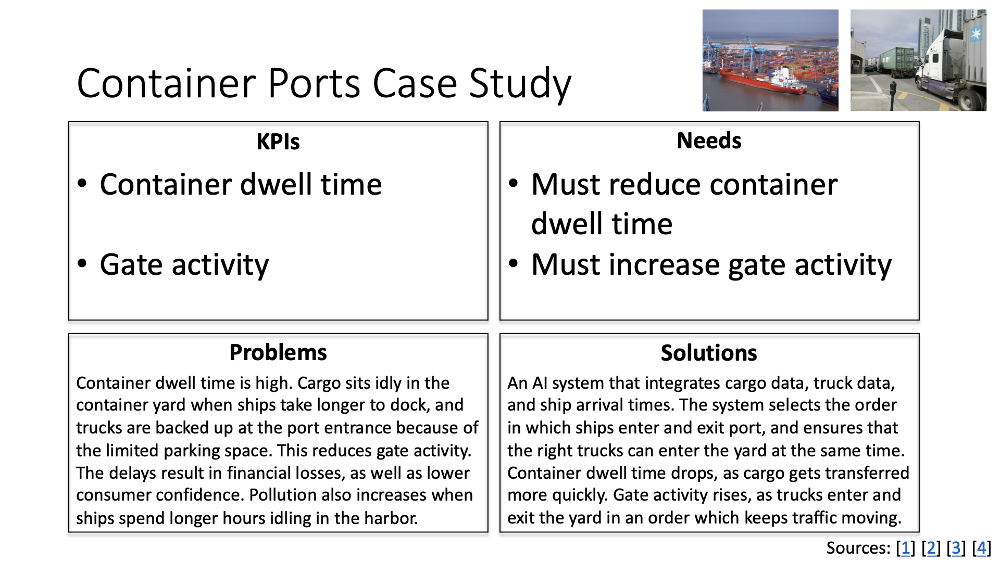 Container Ports Case Study
KPIs
• Container dwell time
• Gate activity
Needs
• Must reduce container
dwell time
• Must increase gate activity
Problems
Container dwell time is high. Cargo sits idly in the
container yard when ships take longer to dock, and
trucks are backed up at the port entrance because of
the limited parking space. This reduces gate activity.
The delays result in financial losses, as well as lower
consumer confidence. Pollution also increases when
ships spend longer hours idling in the harbor.
Solutions
An AI system that integrates cargo data, truck data,
and ship arrival times. The system selects the order
in which ships enter and exit port, and ensures that
the right trucks can enter the yard at the same time.
Container dwell time drops, as cargo gets transferred
more quickly. Gate activity rises, as trucks enter and
exit the yard in an order which keeps traffic moving.
Sources: [1] [2] [3] [4]